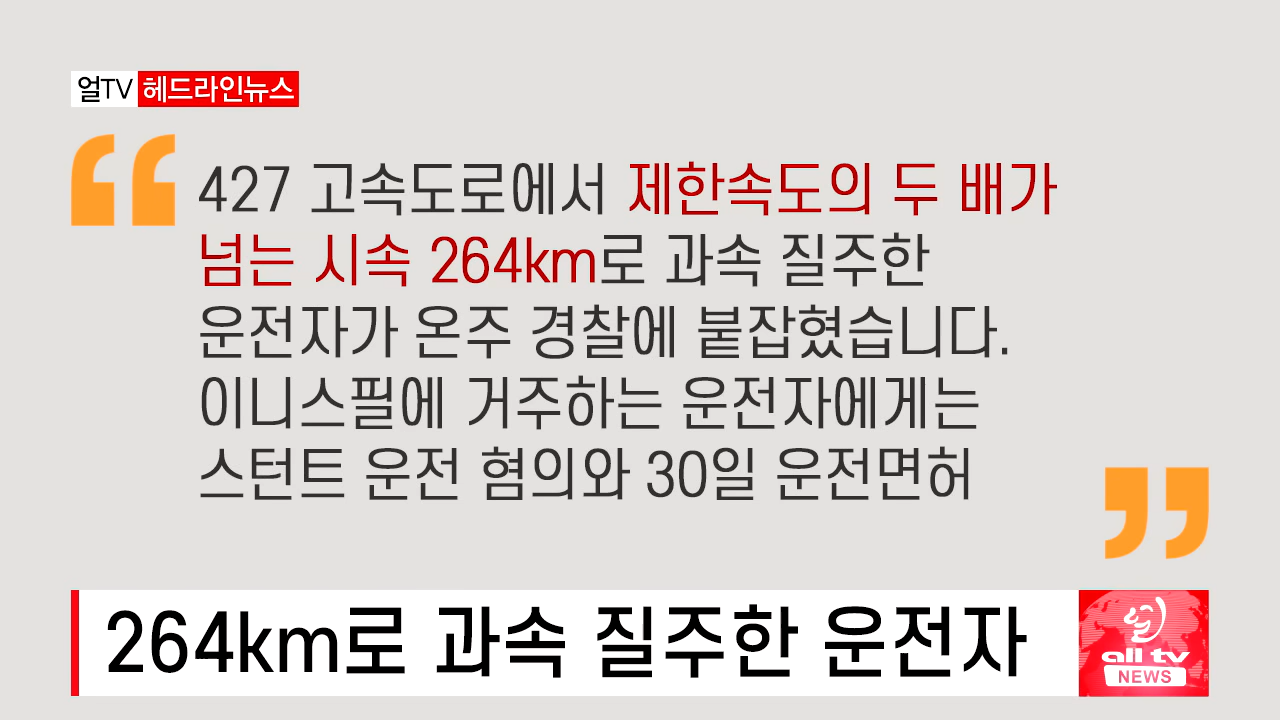 얼TV 헤드라인뉴스
427 고속도로에서 제한속도의 두 배가
넘는 시속 264km로 과속 질주한
운전자가 온주 경찰에 붙잡혔습니다.
이니스필에 거주하는 운전자에게는
스턴트 운전 혐의와 30일 운전면허
264km로 과속 질주한 운전자
얼
all tv
NEWS